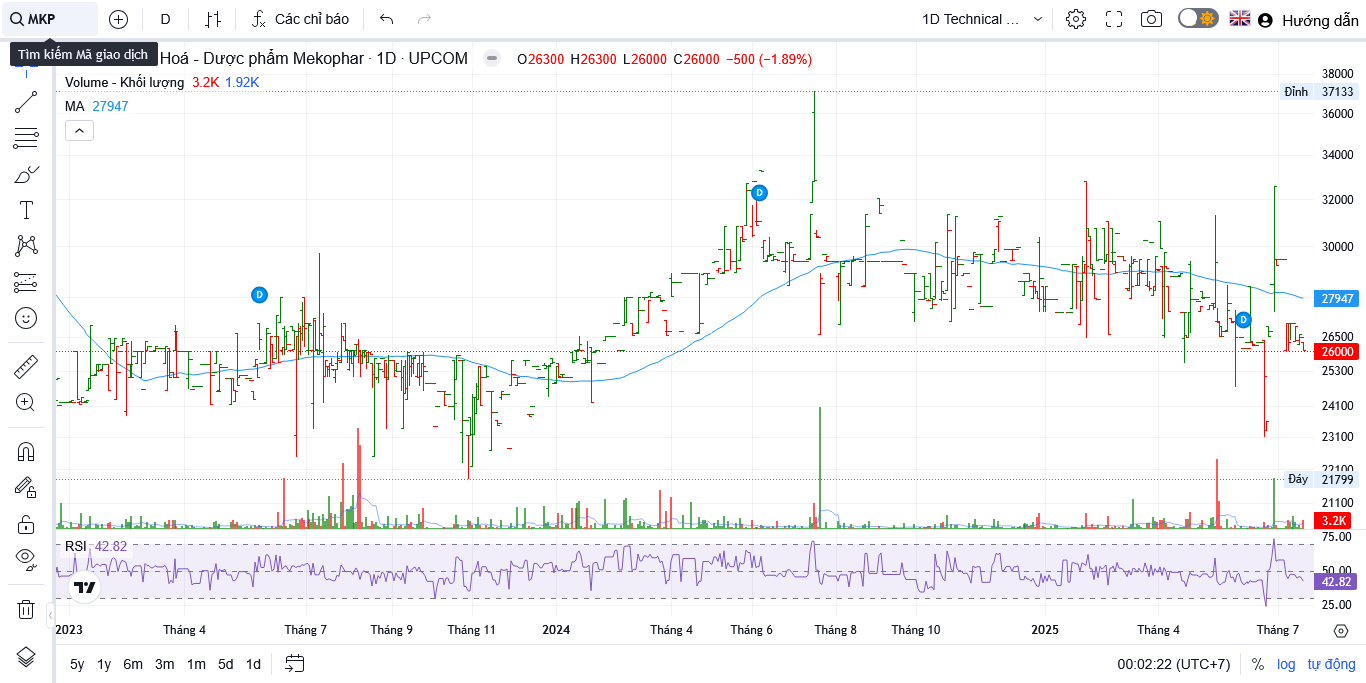 MKP
D
Các chỉ báo
1D Technical ...
Hướng dẫn
Tìm kiếm Mã giao dịch
Hoá - Dược phẩm Mekophar · 1D · UPCOM
O26300 H26300 L26000 C26000 −500 (−1.89%)
Volume - Khối lượng 3.2K 1.92K
MA 27947
38000
Đỉnh 37133
36000
34000
32000
30000
27947
26500
26000
25300
24100
23100
22100
Đáy 21799
21100
3.2K
D
D
D
RSI 42.82
75.00
50.00
42.82
25.00
2023 Tháng 4 Tháng 7 Tháng 9 Tháng 11 2024 Tháng 4 Tháng 6 Tháng 8 Tháng 10 2025 Tháng 4 Tháng 7
5y 1y 6m 3m 1m 5d 1d
00:02:22 (UTC+7) % log tự động